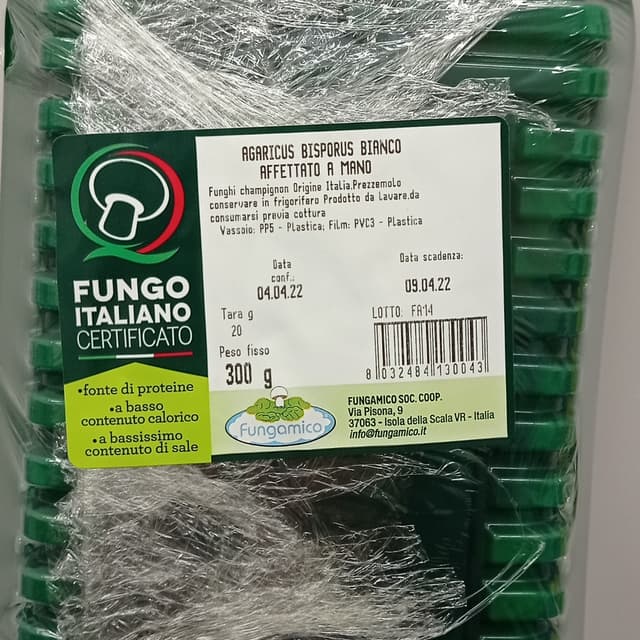 AGARICUS BISPORUS BIANCO
AFFETTATO A MANO
Funghi champignon Origine Italia.Prezzemolo
conservare in frigorifero Prodotto da lavare,da
consumarsi previa cottura
Vassoio: PP5 - Plastica; Film: PVC3 - Plastica
Data
conf.:
04.04.22
Data scadenza:
09.04.22
Tara g
20
LOTTO: FA14
Peso fisso
300 g
8 032484 130043
FUNGO
ITALIANO
CERTIFICATO
•fonte di proteine
•a basso
contenuto calorico
•a bassissimo
contenuto di sale
Fungamico
FUNGAMICO SOC. COOP.
Via Pisona, 9
37063 - Isola della Scala VR - Italia
info@fungamico.it